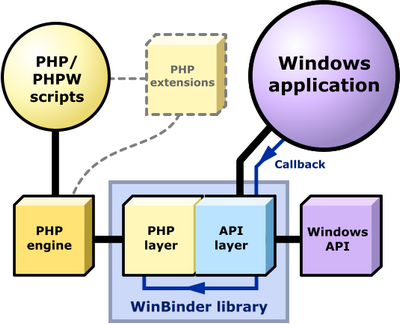 PHP/
PHPW
scripts
PHP
extensions
Windows
application
Callback
PHP
engine
PHP
layer
API
layer
Windows
API
WinBinder library